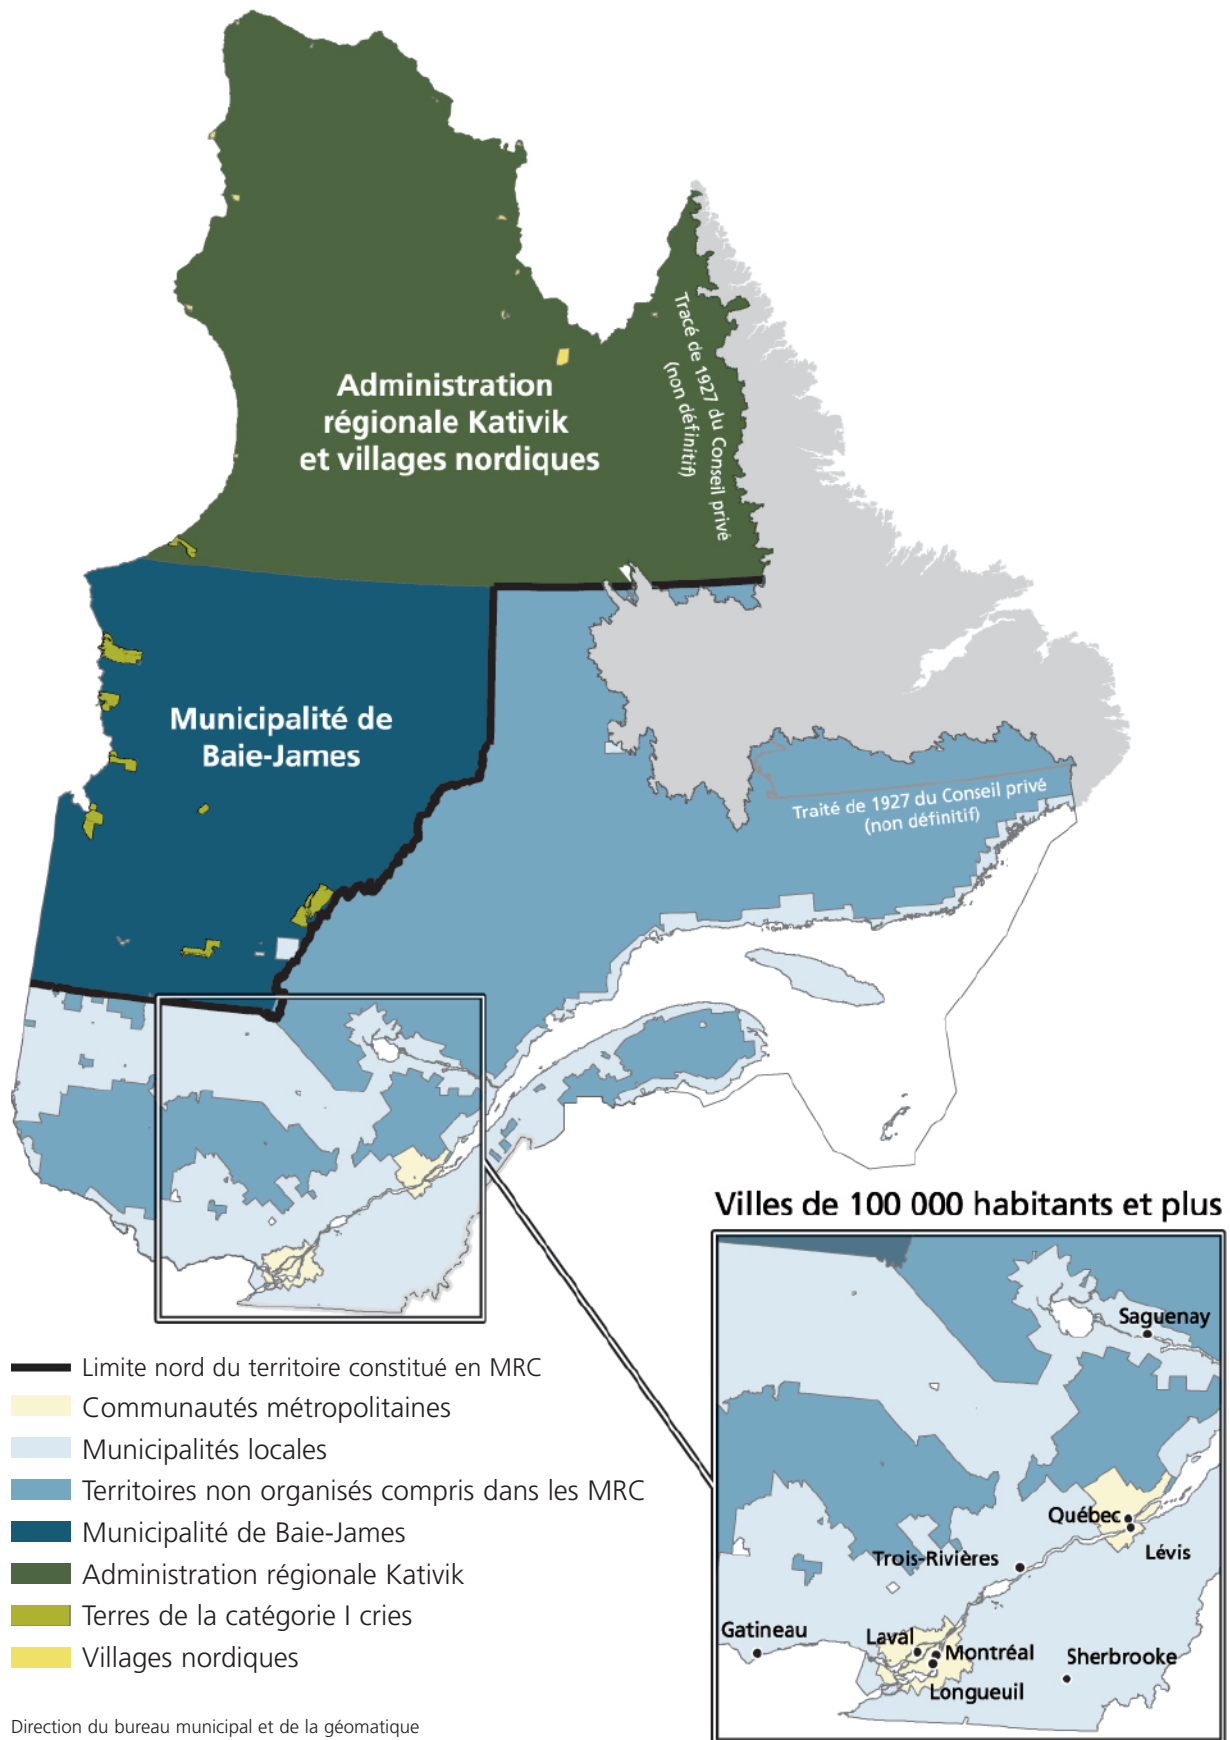 Administration
régionale Kativik
et villages nordiques
Tracé de 1927 du Conseil privé
(non définitif)
Municipalité de
Baie-James
Traité de 1927 du Conseil privé
(non définitif)
Villes de 100 000 habitants et plus
Saguenay
Québec
Lévis
Trois-Rivières
Gatineau
Laval
Montréal
Sherbrooke
Longueuil
Limite nord du territoire constitué en MRC
Communautés métropolitaines
Municipalités locales
Territoires non organisés compris dans les MRC
Municipalité de Baie-James
Administration régionale Kativik
Terres de la catégorie I cries
Villages nordiques
Direction du bureau municipal et de la géomatique